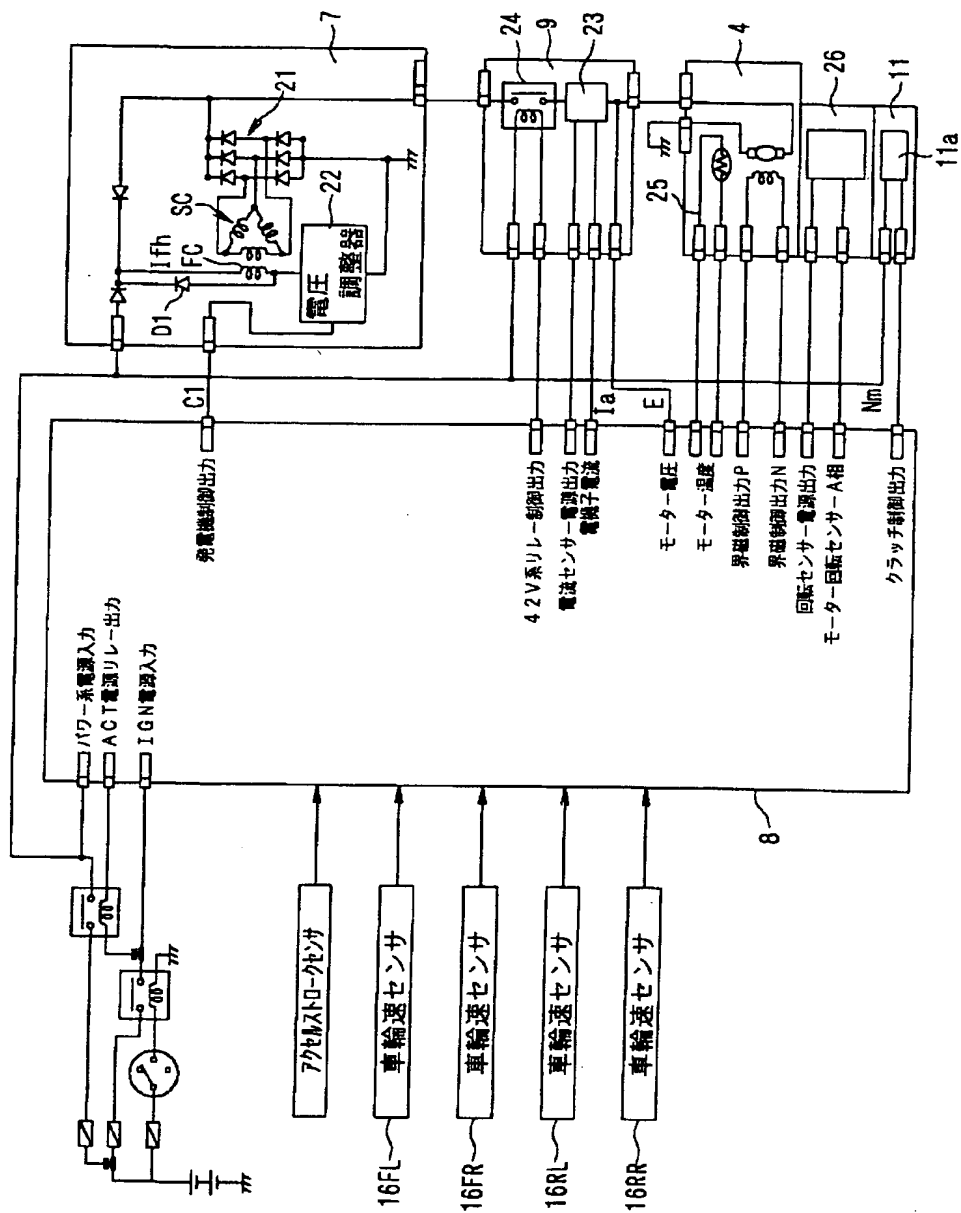 パワー系電源入力
ACT電源リレー出力
IGN電源入力
アクセルストロークセンサ
車輪速センサ
16FL
車輪速センサ
16FR
車輪速センサ
16RL
車輪速センサ
16RR
8
発電機制御出力
C1
42V系リレー制御出力
電流センサー電源出力
電機子電流
Ia
モーター電圧
E
モーター温度
界磁制御出力P
界磁制御出力N
回転センサー電源出力
モーター回転センサーA相
Nm
クラッチ制御出力
D1
Ifh
FC
SC
電圧
調整器
22
21
7
24
9
23
25
4
26
11
11a